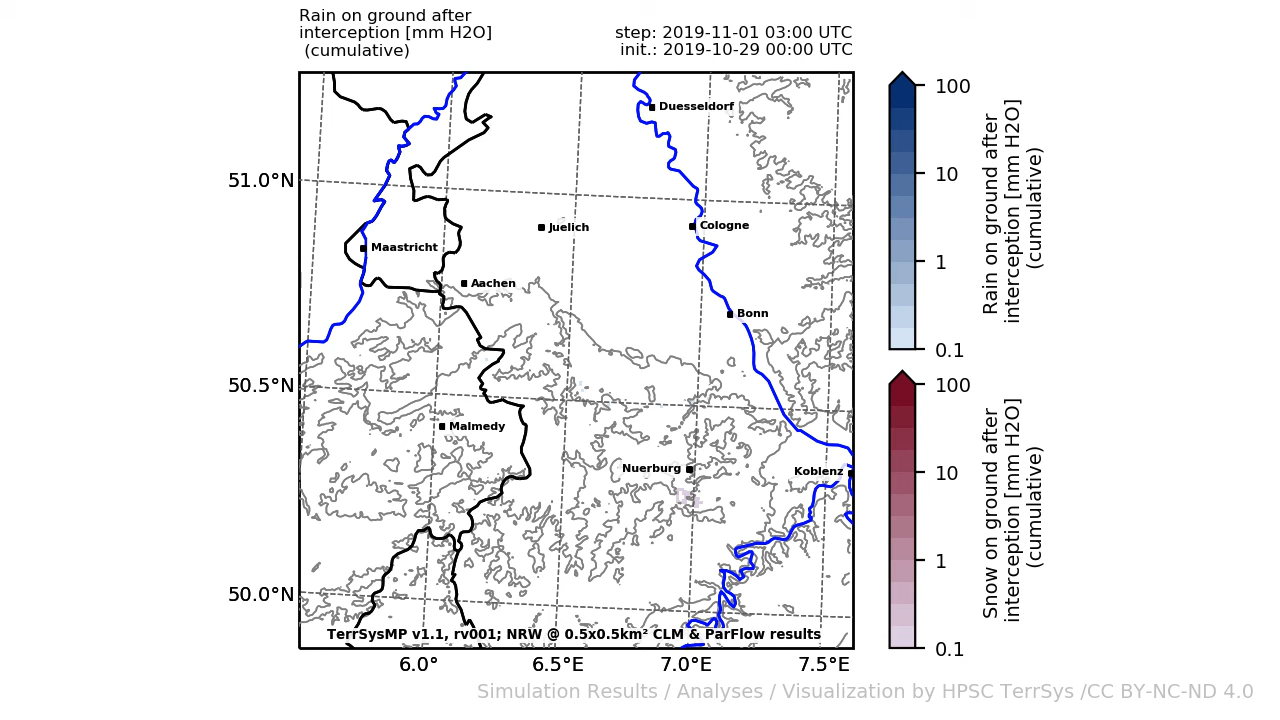 Rain on ground after
interception [mm H2O]
(cumulative)
step: 2019-11-01 03:00 UTC
init.: 2019-10-29 00:00 UTC
Duesseldorf
51.0°N
Juelich
Cologne
Maastricht
Aachen
Bonn
50.5°N
Malmedy
Nuerburg
Koblenz
50.0°N
TerrSysMP v1.1, rv001; NRW @ 0.5x0.5km² CLM & ParFlow results
6.0°
6.5°E
7.0°E
7.5°E
100
10
1
0.1
Rain on ground after
interception [mm H2O]
(cumulative)
100
10
1
0.1
Snow on ground after
interception [mm H2O]
(cumulative)
Simulation Results / Analyses / Visualization by HPSC TerrSys /CC BY-NC-ND 4.0